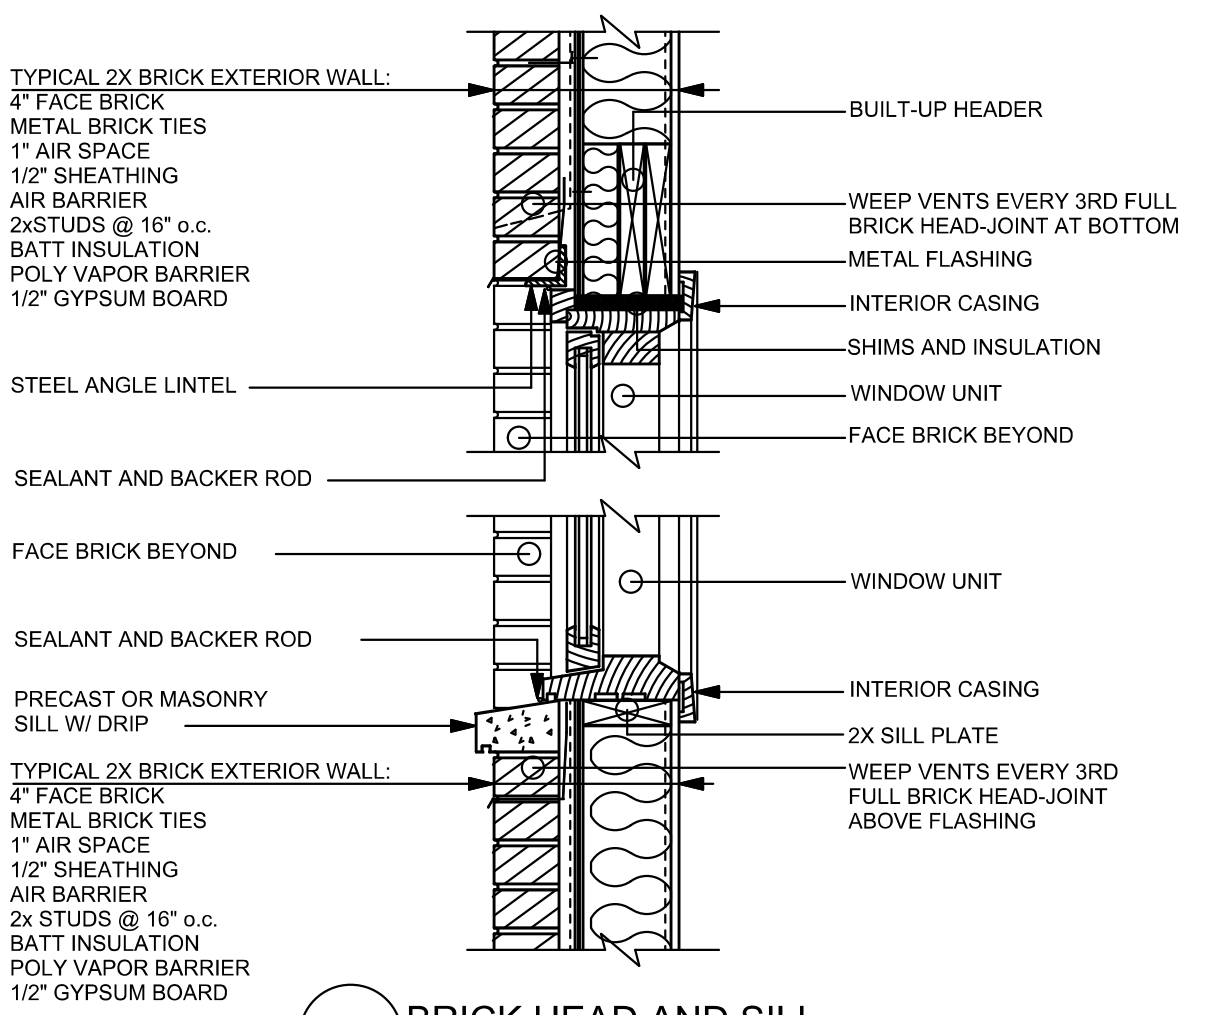 TYPICAL 2X BRICK EXTERIOR WALL:
4" FACE BRICK
METAL BRICK TIES
1" AIR SPACE
1/2" SHEATHING
AIR BARRIER
2xSTUDS @ 16" o.c.
BATT INSULATION
POLY VAPOR BARRIER
1/2" GYPSUM BOARD
STEEL ANGLE LINTEL
SEALANT AND BACKER ROD
BUILT-UP HEADER
WEEP VENTS EVERY 3RD FULL
BRICK HEAD-JOINT AT BOTTOM
METAL FLASHING
INTERIOR CASING
SHIMS AND INSULATION
WINDOW UNIT
FACE BRICK BEYOND
FACE BRICK BEYOND
SEALANT AND BACKER ROD
PRECAST OR MASONRY
SILL W/ DRIP
TYPICAL 2X BRICK EXTERIOR WALL:
4" FACE BRICK
METAL BRICK TIES
1" AIR SPACE
1/2" SHEATHING
AIR BARRIER
2x STUDS @ 16" o.c.
BATT INSULATION
POLY VAPOR BARRIER
1/2" GYPSUM BOARD
WINDOW UNIT
INTERIOR CASING
2X SILL PLATE
WEEP VENTS EVERY 3RD
FULL BRICK HEAD-JOINT
ABOVE FLASHING
BRICK HEAD AND SILL